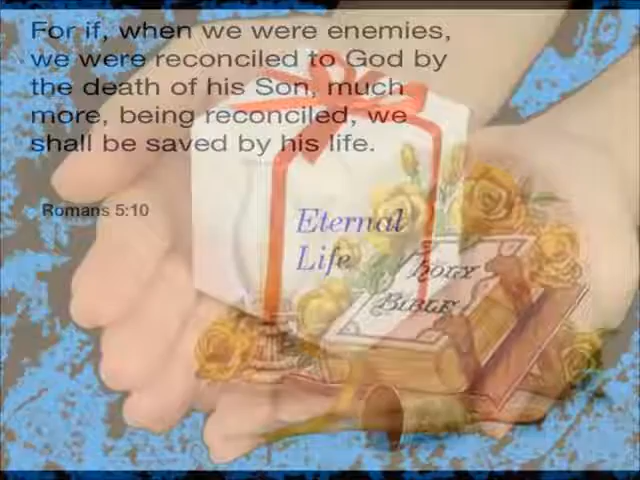 For if, when we were enemies,
we were reconciled to God by
the death of his Son, much
more, being reconciled, we
shall be saved by his life.
Romans 5:10
Eternal
Life
HOLY
BIBLE